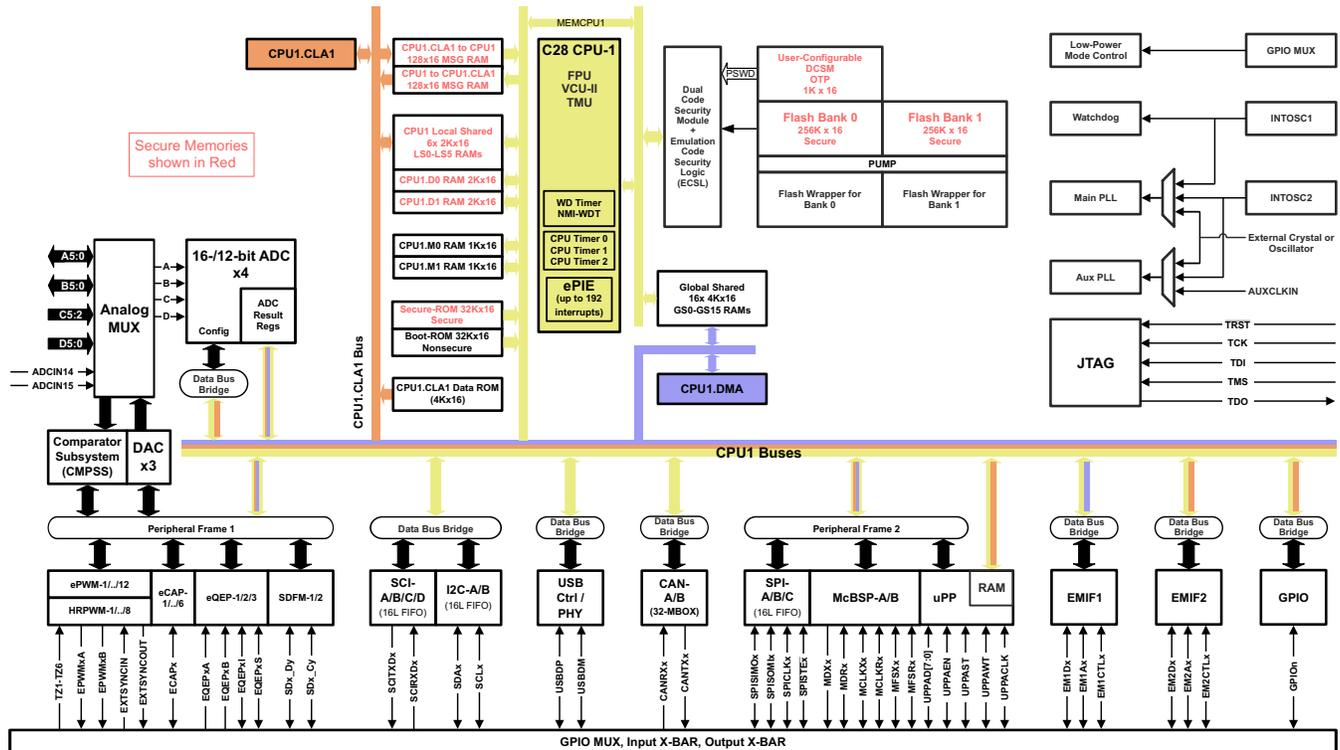 MEMCPU1
CPU1.CLA1
CPU1.CLA1 to CPU1
128x16 MSG RAM
CPU1 to CPU1.CLA1
128x16 MSG RAM
CPU1 Local Shared
6x 2Kx16
LS0-LS5 RAMs
CPU1.D0 RAM 2Kx16
CPU1.D1 RAM 2Kx16
CPU1.M0 RAM 1Kx16
CPU1.M1 RAM 1Kx16
Secure-ROM 32Kx16
Secure
Boot-ROM 32Kx16
Nonsecure
CPU1.CLA1 Data ROM
(4Kx16)
CPU1.CLA1 Bus
C28 CPU-1
FPU
VCU-II
TMU
WD Timer
NMI-WDT
CPU Timer 0
CPU Timer 1
CPU Timer 2
ePIE
(up to 192
interrupts)
Dual
Code
Security
Module
+
Emulation
Code
Security
Logic
(ECSL)
PSWD
User-Configurable
DCSM
OTP
1K x 16
Flash Bank 0
256K x 16
Secure
Flash Bank 1
256K x 16
Secure
PUMP
Flash Wrapper for
Bank 0
Flash Wrapper for
Bank 1
Global Shared
16x 4Kx16
GS0-GS15 RAMs
CPU1.DMA
Low-Power
Mode Control
GPIO MUX
Watchdog
INTOSC1
Main PLL
INTOSC2
External Crystal or
Oscillator
Aux PLL
AUXCLKIN
JTAG
TRST
TCK
TDI
TMS
TDO
Secure Memories
shown in Red
A5:0
B5:0
C5:2
D5:0
ADCIN14
ADCIN15
Analog
MUX
A
B
C
D
16-/12-bit ADC
x4
Config
ADC
Result
Regs
Data Bus
Bridge
Comparator
Subsystem
(CMPSS)
DAC
x3
CPU1 Buses
Peripheral Frame 1
Data Bus Bridge
Data Bus
Bridge
Data Bus
Bridge
Peripheral Frame 2
Data Bus
Bridge
Data Bus
Bridge
Data Bus
Bridge
ePWM-1/../12
HRPWM-1/../8
eCAP-
1/../6
eQEP-1/2/3
SDFM-1/2
SCI-
A/B/C/D
(16L FIFO)
I2C-A/B
(16L FIFO)
USB
Ctrl /
PHY
CAN-
A/B
(32-MBOX)
SPI-
A/B/C
(16L FIFO)
McBSP-A/B
uPP
RAM
EMIF1
EMIF2
GPIO
TZ1-TZ6
EPWMxA
EPWMxB
EXTSYNCIN
EXTSYNCOUT
ECAPx
EQEPxA
EQEPxB
EQEPxI
EQEPxS
SDx_Dy
SDx_Cy
SCITXDx
SCIRXDx
SDAx
SCLx
USBDP
USBDM
CANRXx
CANTXx
SPISIMOx
SPISOMIx
SPICLKx
SPISTEx
MDXx
MDRx
MCLKXx
MCLKRx
MFSXx
MFSRx
UPPAD[7:0]
UPPAEN
UPPAST
UPPAWT
UPPACLK
EM1Dx
EM1Ax
EM1CTLx
EM2Dx
EM2Ax
EM2CTLx
GPIOn
GPIO MUX, Input X-BAR, Output X-BAR